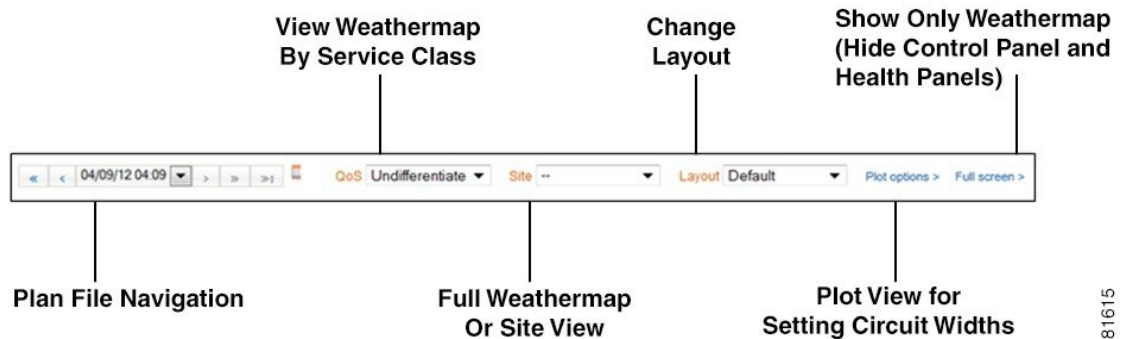 View Weathermap
By Service Class
Change
Layout
Show Only Weathermap
(Hide Control Panel and
Health Panels)
« ‹ 04/09/12 04:09 › » »| QoS Undifferentiate Site -- Layout Default Plot options > Full screen >
Plan File Navigation
Full Weathermap
Or Site View
Plot View for
Setting Circuit Widths
81615